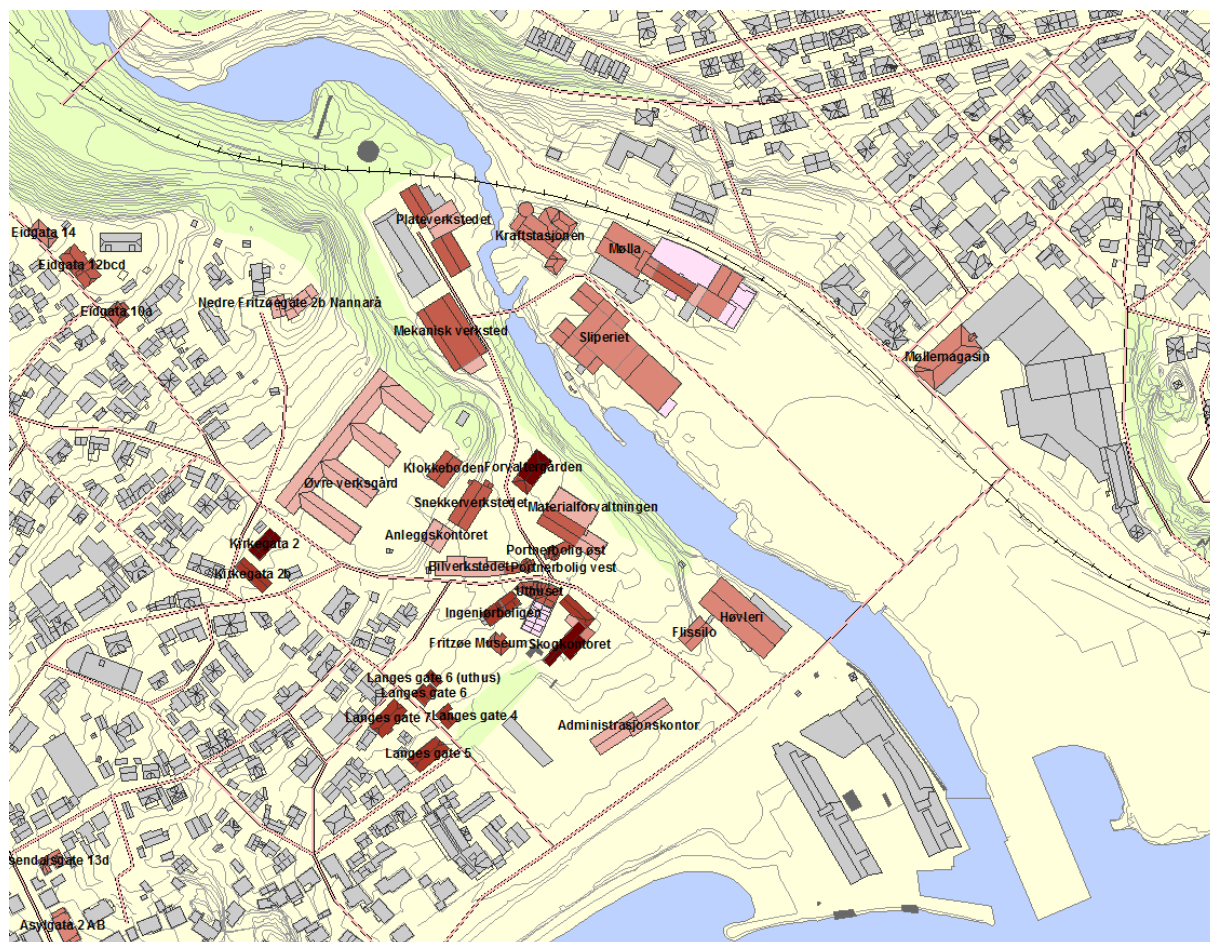 Plateverkstedet
Eidgata 14
Kraftstasjonen
Mølla
Eidgata 12bcd
Nedre Fritzøegate 2b Nannarå
Eidgata 10a
Mekanisk verksted
Sliperiet
Møllemagasin
Klokkeboden
Forvaltergården
Øvre verksgård
Snekkerverkstedet
Materialforvaltningen
Anleggskontoret
Kirkegata 2
Portnerbolig øst
Bilverkstedet
Portnerbolig vest
Kirkegata 2b
Uthuset
Ingeniørboligen
Høvleri
Flissilo
Fritzøe Museum
Skogkontoret
Langes gate 6 (uthus)
Langes gate 6
Langes gate 7
Langes gate 4
Administrasjonskontor
Langes gate 5
sendalsgate 13d
Asylgata 2 AB